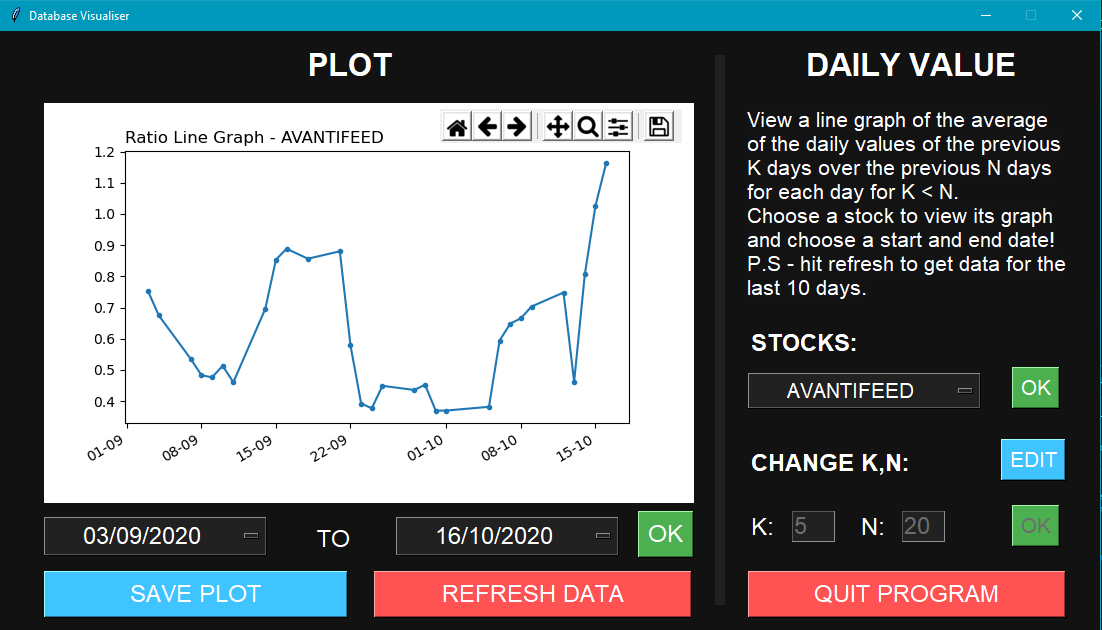 Database Visualiser
PLOT
Ratio Line Graph - AVANTIFEED
1.2
1.1
1.0
0.9
0.8
0.7
0.6
0.5
0.4
01-09
08-09
15-09
22-09
01-10
08-10
15-10
03/09/2020
TO
16/10/2020
OK
SAVE PLOT
REFRESH DATA
DAILY VALUE
View a line graph of the average
of the daily values of the previous
K days over the previous N days
for each day for K < N.
Choose a stock to view its graph
and choose a start and end date!
P.S - hit refresh to get data for the
last 10 days.
STOCKS:
AVANTIFEED
OK
CHANGE K,N:
EDIT
K: 5 N: 20
OK
QUIT PROGRAM